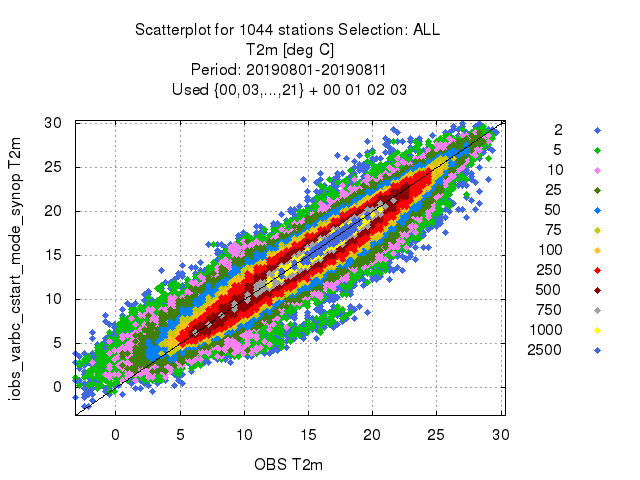 Scatterplot for 1044 stations Selection: ALL
T2m [deg C]
Period: 20190801-20190811
Used {00,03,...,21} + 00 01 02 03
iobs_varbc_cstart_mode_synop T2m
30
25
20
15
10
5
0
0 5 10 15 20 25 30
OBS T2m
2
5
10
25
50
75
100
250
500
750
1000
2500